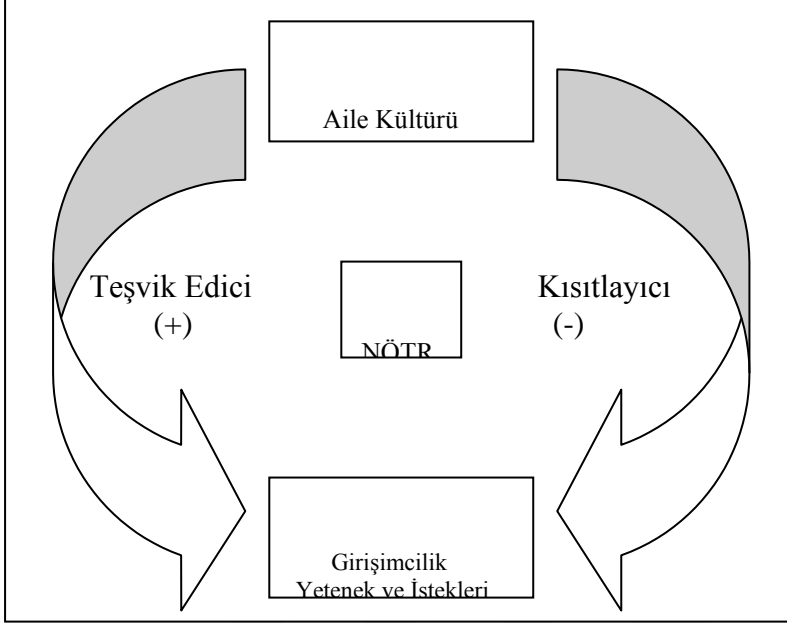 Aile Kültürü
Teşvik Edici
(+)
NÖTR
Kısıtlayıcı
(-)
Girişimcilik
Yetenek ve İstekleri